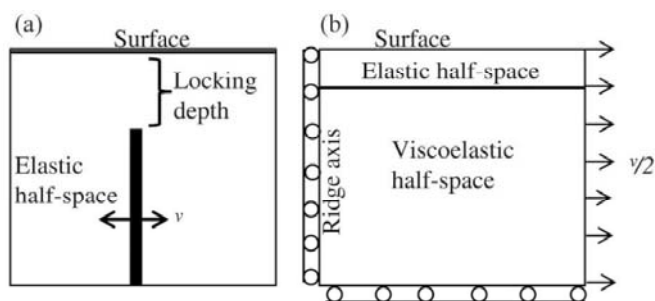 (a)
Surface
Locking
depth
Elastic
half-space
v
(b)
Surface
Elastic half-space
Viscoelastic
half-space
Ridge axis
v/2